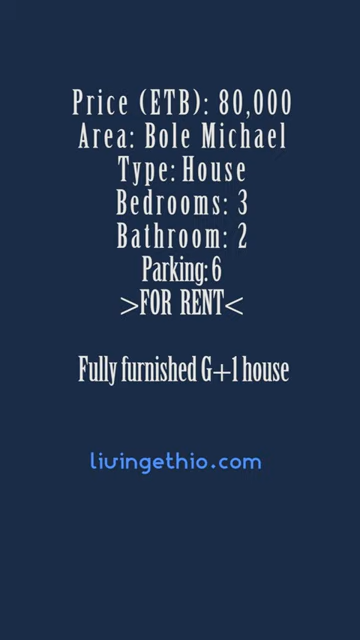 Price (ETB): 80,000
Area: Bole Michael
Type: House
Bedrooms: 3
Bathroom: 2
Parking: 6
>FOR RENT<
Fully furnished G+1 house
livingethio.com